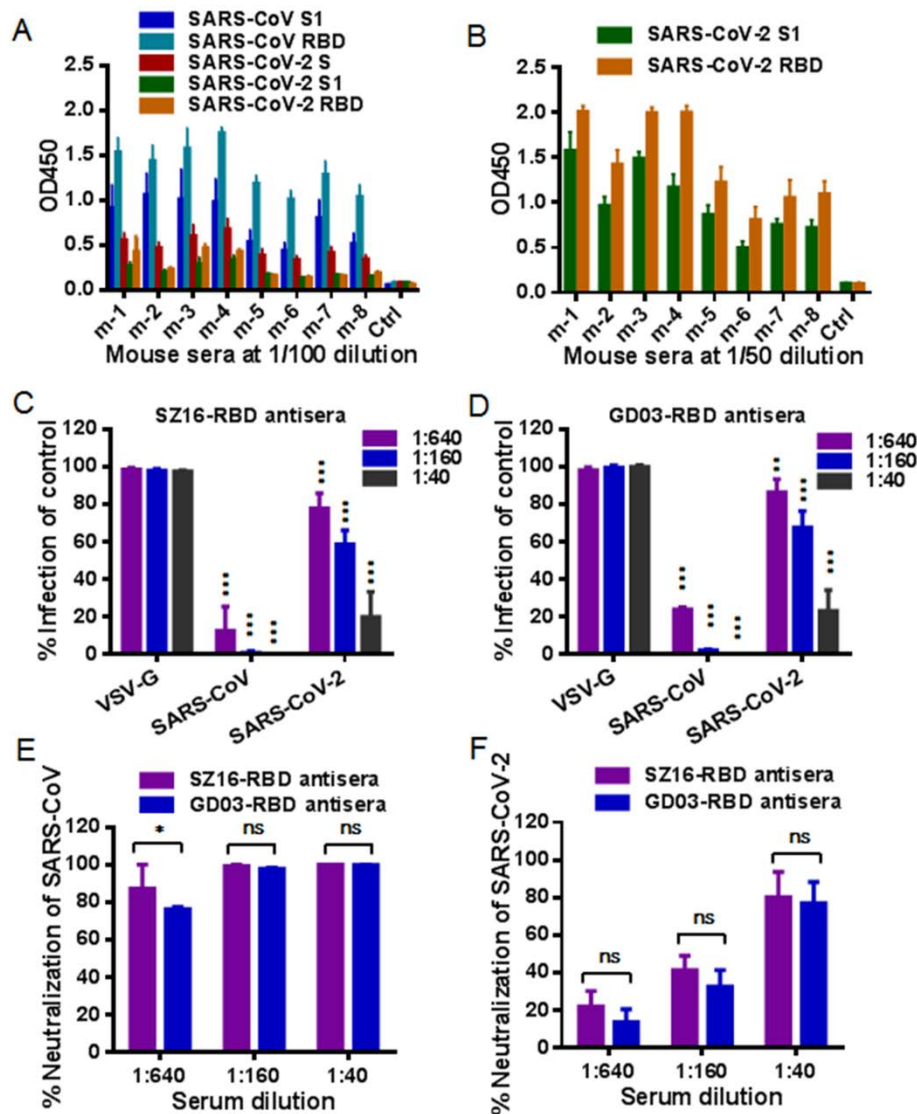 A
SARS-CoV S1
SARS-CoV RBD
SARS-CoV-2 S
SARS-CoV-2 S1
SARS-CoV-2 RBD
OD450
2.5
2.0
1.5
1.0
0.5
0.0
m-1 m-2 m-3 m-4 m-5 m-6 m-7 m-8 Ctrl
Mouse sera at 1/100 dilution
B
SARS-CoV-2 S1
SARS-CoV-2 RBD
OD450
2.5
2.0
1.5
1.0
0.5
0.0
m-1 m-2 m-3 m-4 m-5 m-6 m-7 m-8 Ctrl
Mouse sera at 1/50 dilution
C
SZ16-RBD antisera
1:640
1:160
1:40
% Infection of control
120
100
80
60
40
20
0
*** *** *** *** *** ***
VSV-G SARS-CoV SARS-CoV-2
D
GD03-RBD antisera
1:640
1:160
1:40
% Infection of control
120
100
80
60
40
20
0
*** *** *** ** *** ***
VSV-G SARS-CoV SARS-CoV-2
E
SZ16-RBD antisera
GD03-RBD antisera
% Neutralization of SARS-CoV
120
100
80
60
40
20
0
* ns ns
1:640 1:160 1:40
Serum dilution
F
SZ16-RBD antisera
GD03-RBD antisera
% Neutralization of SARS-CoV-2
120
100
80
60
40
20
0
ns ns ns
1:640 1:160 1:40
Serum dilution